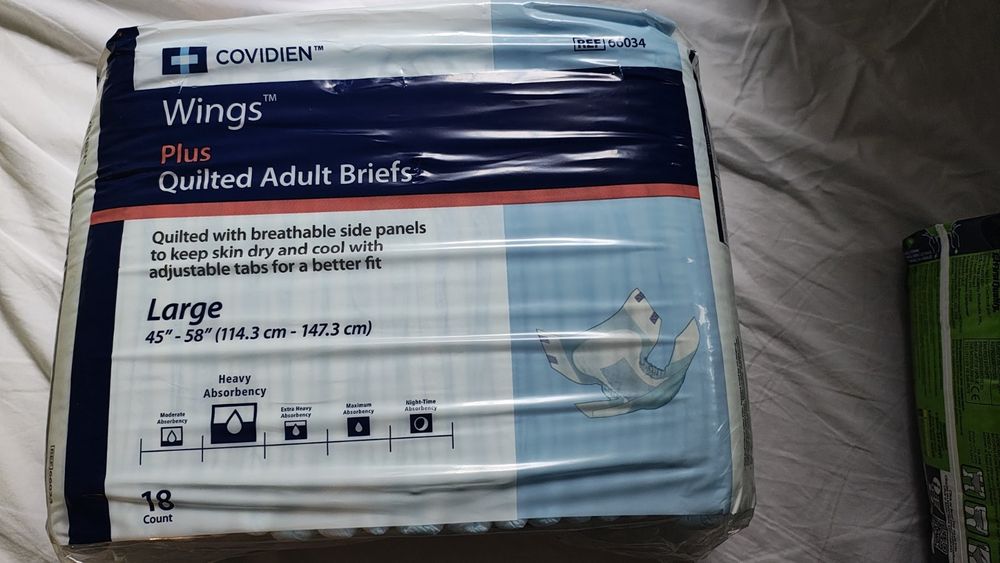 COVIDIEN™
REF 66034
Wings™
Plus
Quilted Adult Briefs
Quilted with breathable side panels
to keep skin dry and cool with
adjustable tabs for a better fit
Large
45” - 58” (114.3 cm - 147.3 cm)
Moderate
Absorbency
Heavy
Absorbency
Extra Heavy
Absorbency
Maximum
Absorbency
Night-Time
Absorbency
18
Count